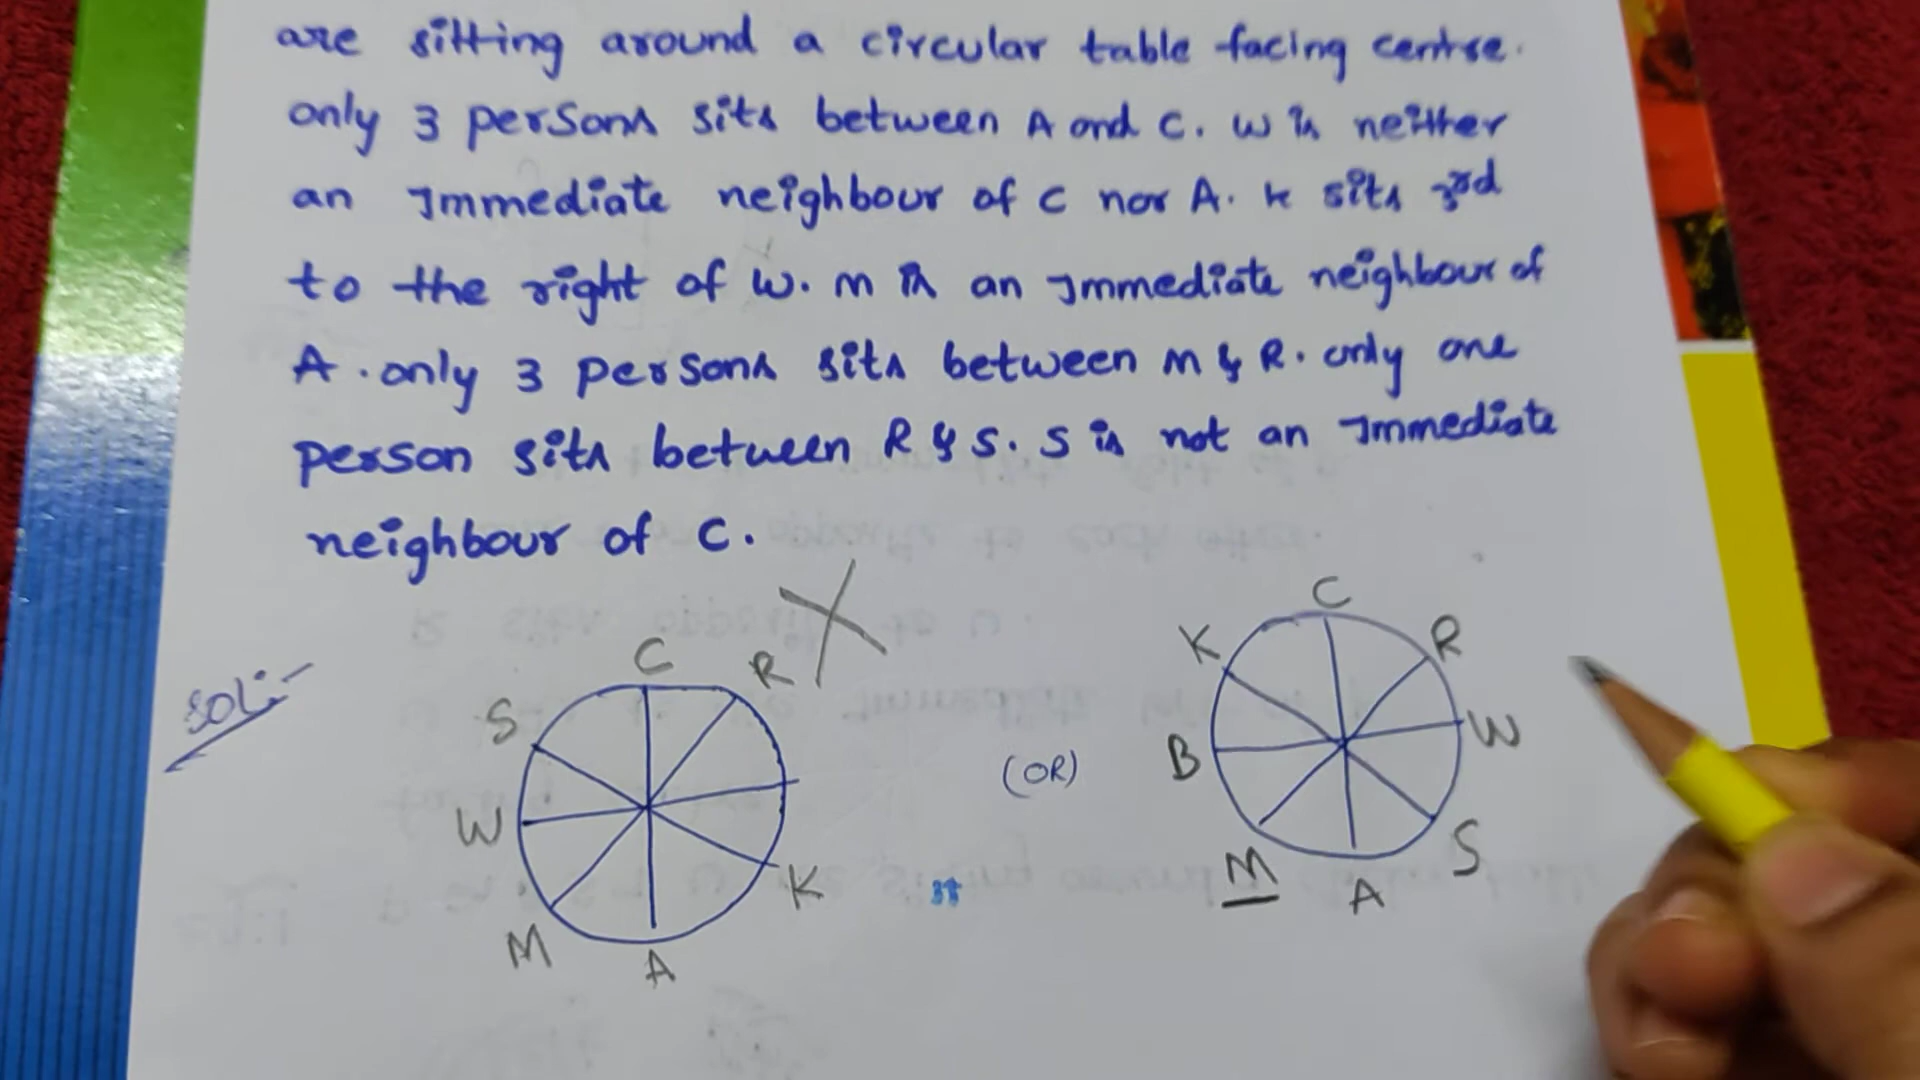 are sitting around a circular table facing centre.
only 3 persons sits between A and C. W is neither
an Immediate neighbour of C nor A. K sits 3rd
to the right of W. M is an Immediate neighbour of
A. only 3 persons sits between M & R. only one
person sits between R & S. S is not an Immediate
neighbour of C.
SOL:-
C
R
S
W
K
M
A
(OR)
C
K
R
B
W
M
S
A